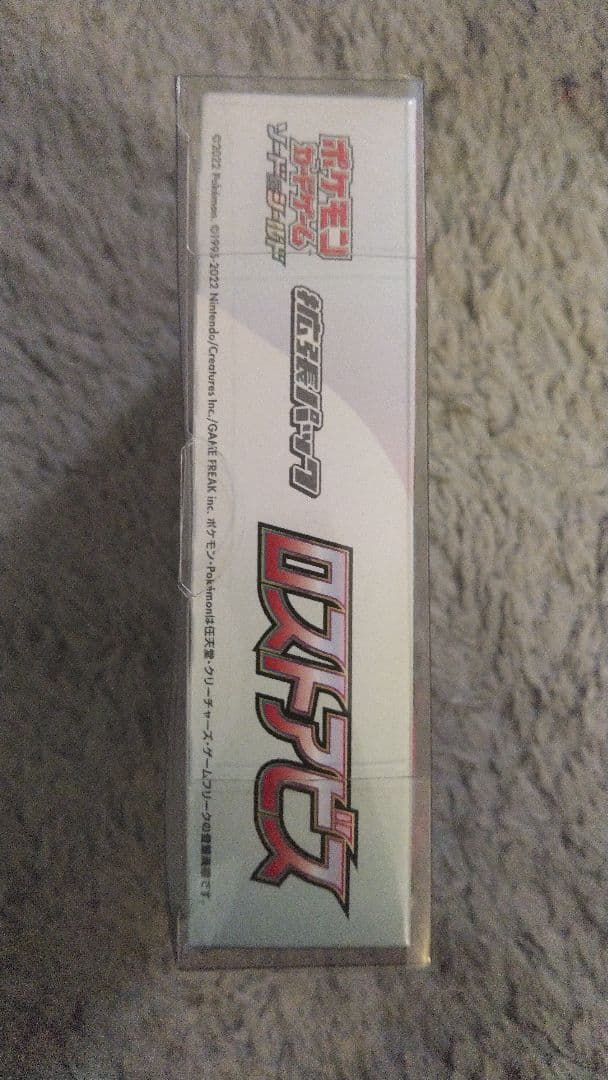 ポケモン
カードゲーム
ソード&シールド
拡張パック
ロストアビス
©2022 Pokémon. ©1995-2022 Nintendo/Creatures Inc./GAME FREAK inc. ポケモン・Pokémonは任天堂・クリーチャーズ・ゲームフリークの登録商標です。